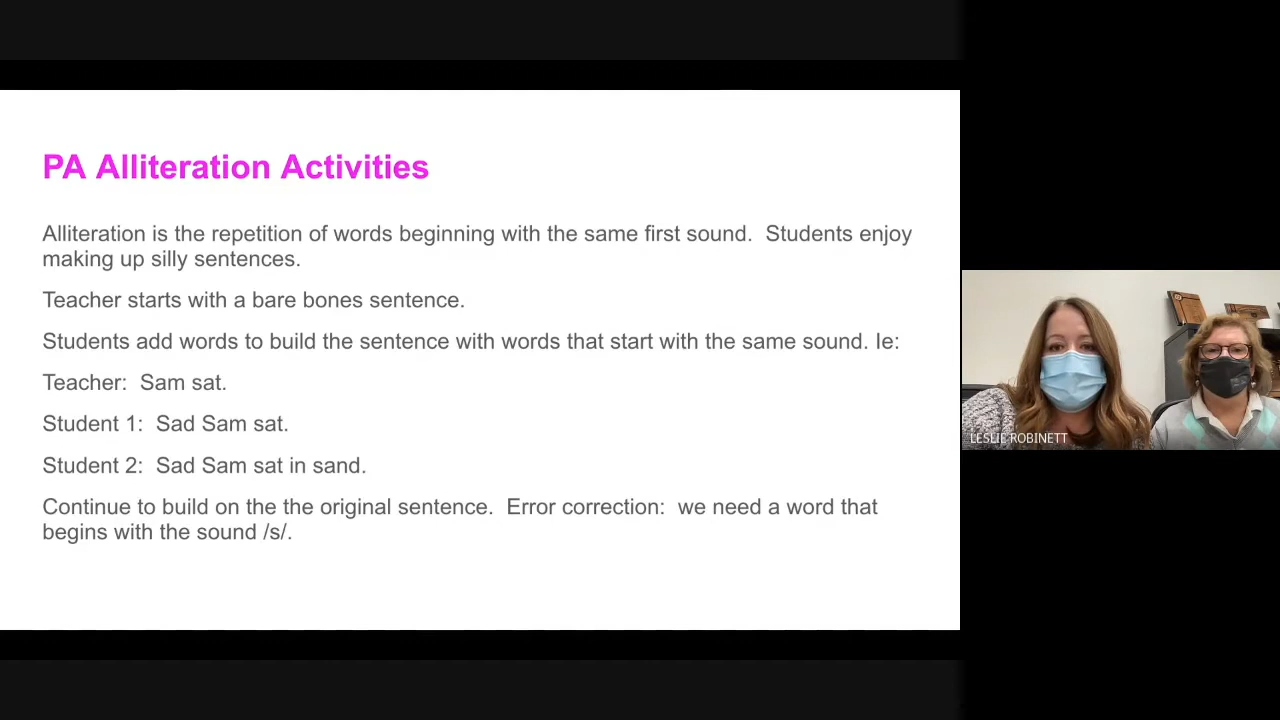 PA Alliteration Activities
Alliteration is the repetition of words beginning with the same first sound.  Students enjoy
making up silly sentences.
Teacher starts with a bare bones sentence.
Students add words to build the sentence with words that start with the same sound. Ie:
Teacher:  Sam sat.
Student 1:  Sad Sam sat.
Student 2:  Sad Sam sat in sand.
Continue to build on the the original sentence.  Error correction:  we need a word that
begins with the sound /s/.
LESLIE ROBINETT